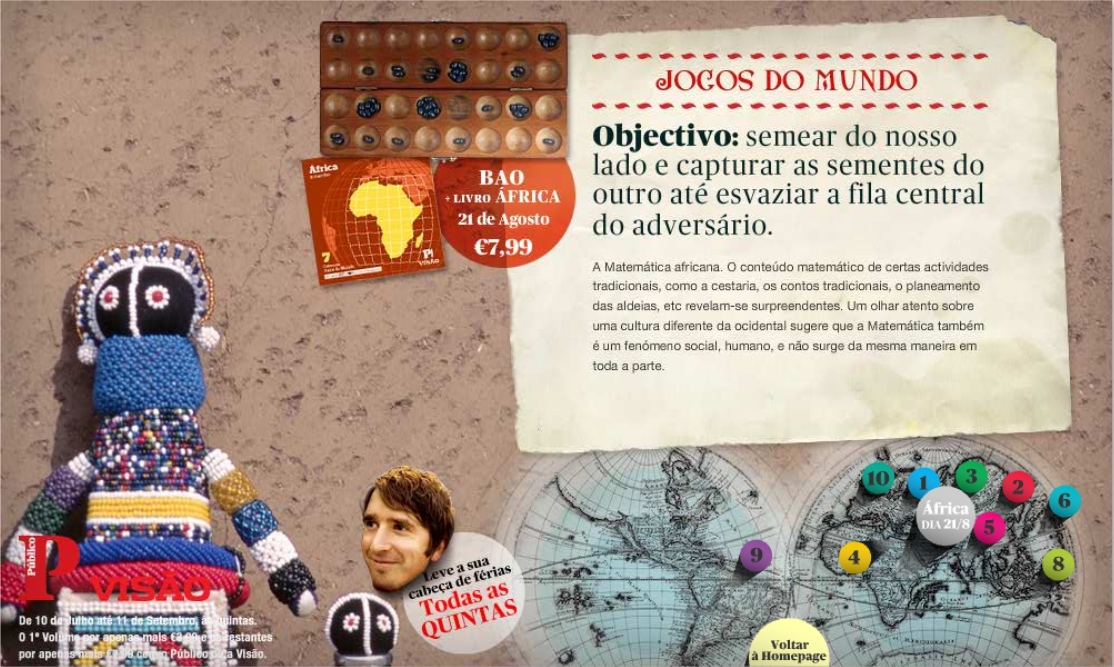 JOGOS DO MUNDO
Objectivo: semear do nosso
lado e capturar as sementes do
outro até esvaziar a fila central
do adversário.
A Matemática africana. O conteúdo matemático de certas actividades
tradicionais, como a cestaria, os contos tradicionais, o planeamento
das aldeias, etc revelam-se surpreendentes. Um olhar atento sobre
uma cultura diferente da ocidental sugere que a Matemática também
é um fenómeno social, humano, e não surge da mesma maneira em
toda a parte.
África
7
P
VISÃO
BAO
+ LIVRO ÁFRICA
21 de Agosto
€7,99
Leve a sua
cabeça de férias
Todas as
QUINTAS
10
1
3
2
6
África
DIA 21/8
5
9
4
8
Voltar
à Homepage
P
Público
VISÃO
De 10 de Julho até 11 de Setembro, às quintas.
O 1º Volume por apenas mais e restantes
por apenas mais com o Público e a Visão.